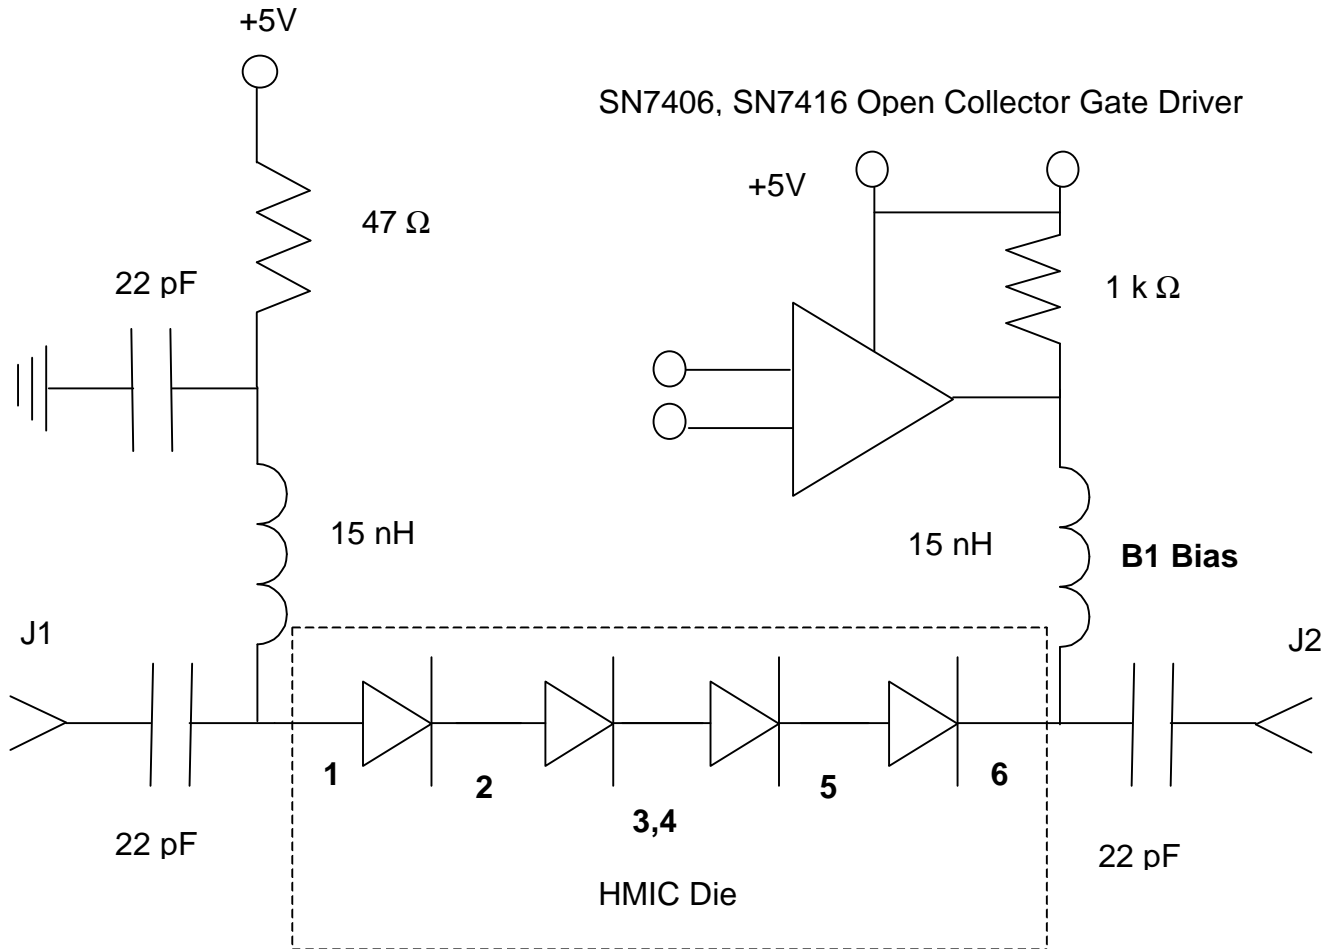 +5V
SN7406, SN7416 Open Collector Gate Driver
+5V
47 Ω
22 pF
1 k Ω
15 nH
15 nH
B1 Bias
J1
J2
1
2
3,4
5
6
22 pF
22 pF
HMIC Die